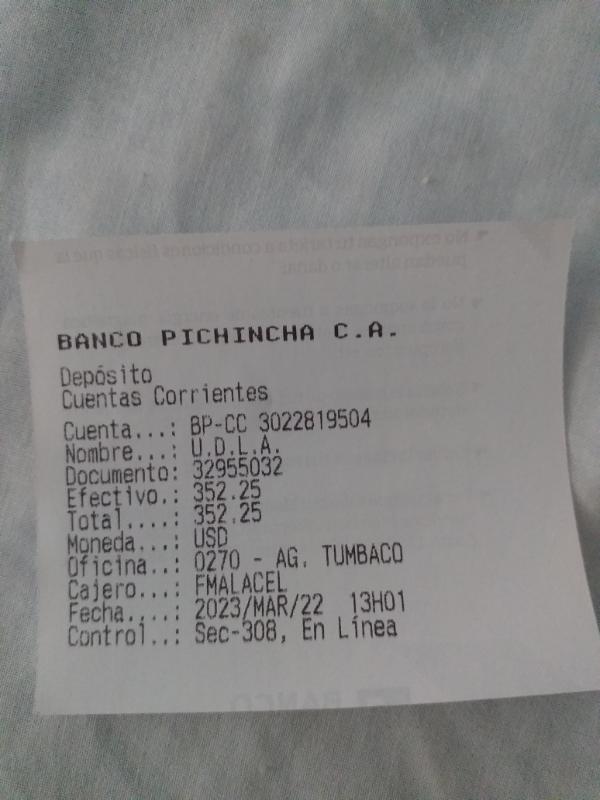 BANCO PICHINCHA C.A.
Depósito
Cuentas Corrientes
Cuenta...: BP-CC 3022819504
Nombre...: U.D.L.A.
Documento: 32955032
Efectivo.: 352.25
Total....: 352.25
Moneda...: USD
Oficina..: 0270 - AG. TUMBACO
Cajero...: FMALACEL
Fecha....: 2023/MAR/22 13H01
Control..: Sec-308, En Línea